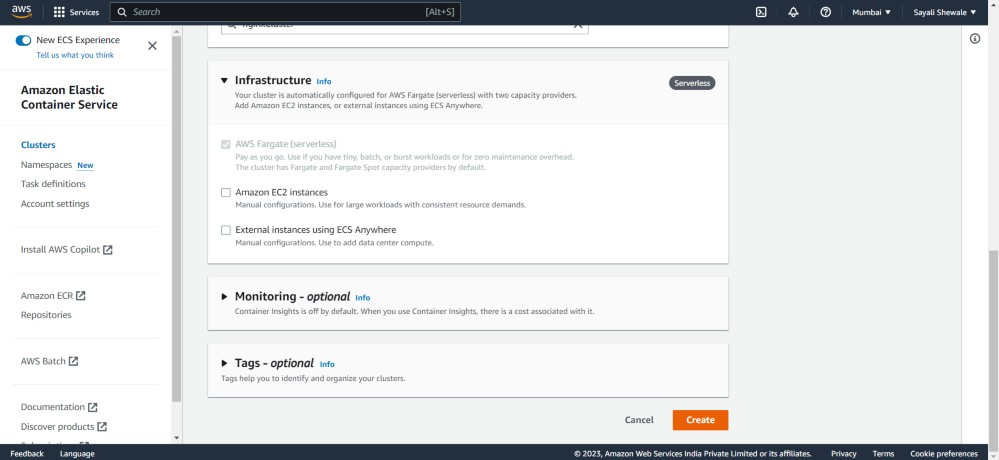 aws
Services
Search
[Alt+S]
Mumbai ▼
Sayali Shewale ▼
New ECS Experience
Tell us what you think
Amazon Elastic
Container Service
Clusters
Namespaces New
Task definitions
Account settings
Install AWS Copilot
Amazon ECR
Repositories
AWS Batch
Documentation
Discover products
Infrastructure Info
Serverless
Your cluster is automatically configured for AWS Fargate (serverless) with two capacity providers.
Add Amazon EC2 instances, or external instances using ECS Anywhere.
AWS Fargate (serverless)
Pay as you go. Use if you have tiny, batch, or burst workloads or for zero maintenance overhead.
The cluster has Fargate and Fargate Spot capacity providers by default.
Amazon EC2 instances
Manual configurations. Use for large workloads with consistent resource demands.
External instances using ECS Anywhere
Manual configurations. Use to add data center compute.
Monitoring - optional Info
Container Insights is off by default. When you use Container Insights, there is a cost associated with it.
Tags - optional Info
Tags help you to identify and organize your clusters.
Cancel
Create
Feedback
Language
© 2023, Amazon Web Services India Private Limited or its affiliates.
Privacy
Terms
Cookie preferences